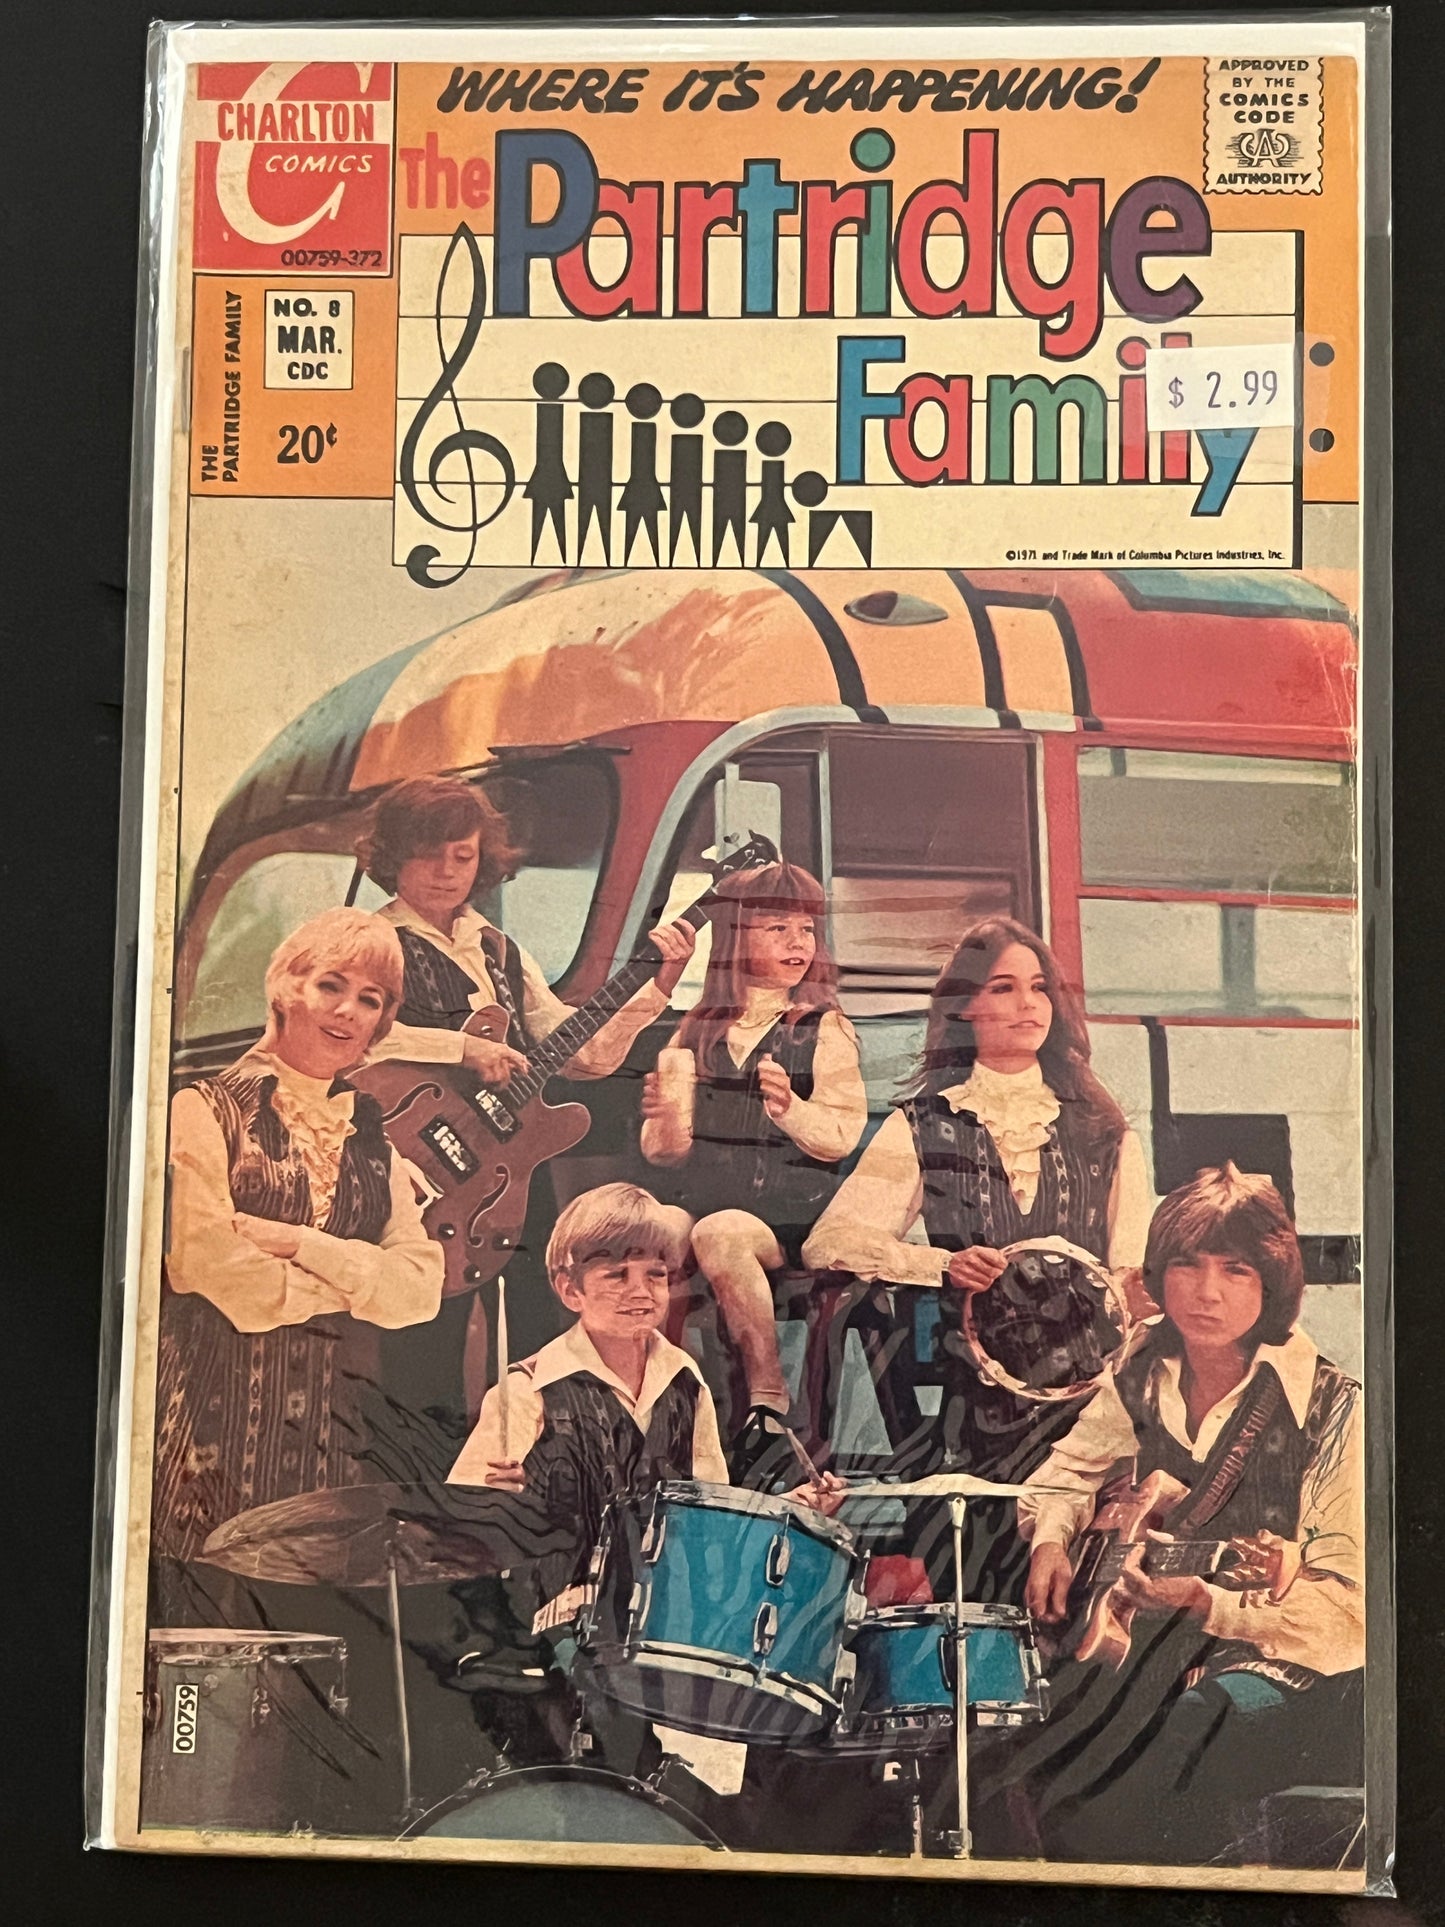 WHERE IT'S HAPPENING!
CHARLTON
COMICS
00759-372
APPROVED
BY THE
COMICS
CODE
CA
AUTHORITY
The Partridge
Family
$ 2.99
THE
PARTRIDGE FAMILY
NO. 8
MAR.
CDC
20¢
©1971 and Trade Mark of Columbia Pictures Industries, Inc.
00759